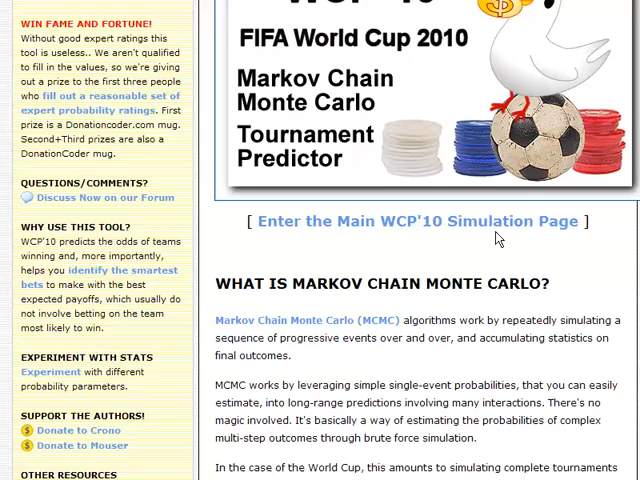 WIN FAME AND FORTUNE!
Without good expert ratings this
tool is useless.. We aren't qualified
to fill in the values, so we're giving
out a prize to the first three people
who fill out a reasonable set of
expert probability ratings. First
prize is a Donationcoder.com mug.
Second+Third prizes are also a
DonationCoder mug.
QUESTIONS/COMMENTS?
Discuss Now on our Forum
WHY USE THIS TOOL?
WCP'10 predicts the odds of teams
winning and, more importantly,
helps you identify the smartest
bets to make with the best
expected payoffs, which usually do
not involve betting on the team
most likely to win.
EXPERIMENT WITH STATS
Experiment with different
probability parameters.
SUPPORT THE AUTHORS!
$ Donate to Crono
$ Donate to Mouser
OTHER RESOURCES
FIFA World Cup 2010
Markov Chain
Monte Carlo
Tournament
Predictor
[ Enter the Main WCP'10 Simulation Page ]
WHAT IS MARKOV CHAIN MONTE CARLO?
Markov Chain Monte Carlo (MCMC) algorithms work by repeatedly simulating a
sequence of progressive events over and over, and accumulating statistics on
final outcomes.
MCMC works by leveraging simple single-event probabilities, that you can easily
estimate, into long-range predictions involving many interactions. There's no
magic involved. It's basically a way of estimating the probabilities of complex
multi-step outcomes through brute force simulation.
In the case of the World Cup, this amounts to simulating complete tournaments